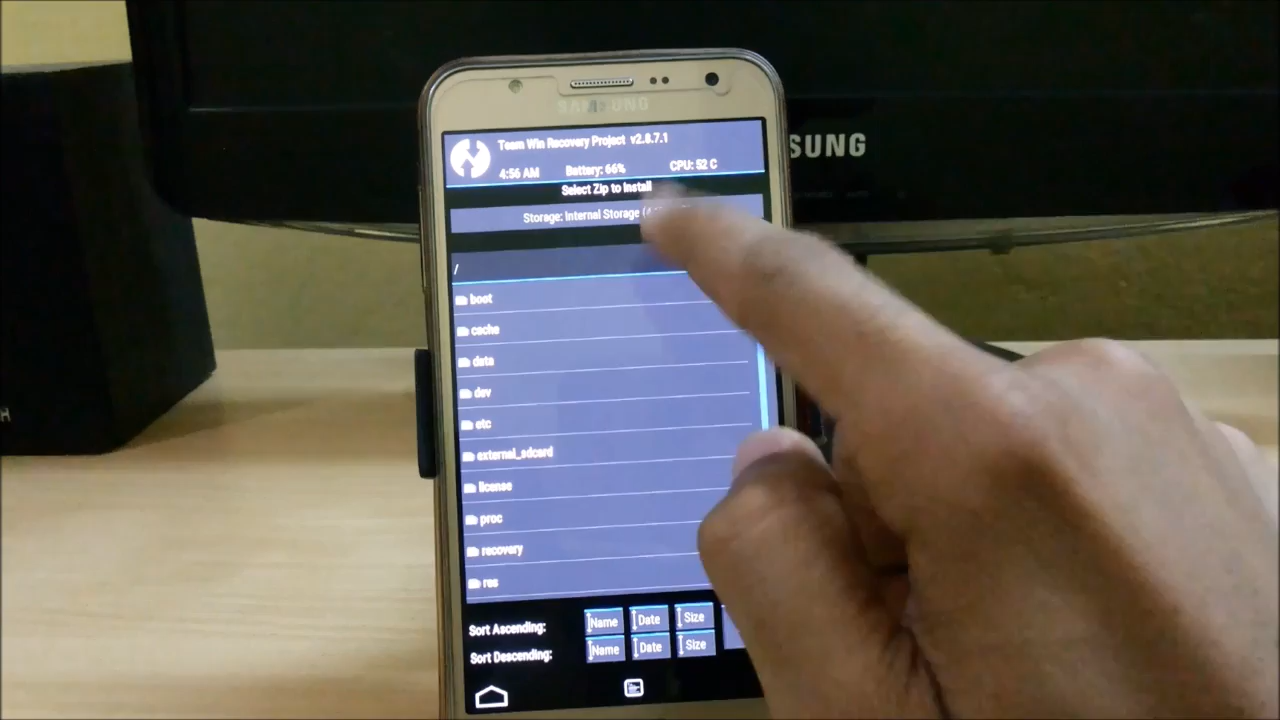 SAMSUNG
SUNG
Team Win Recovery Project v2.8.7.1
4:56 AM Battery: 66% CPU: 52 C
Select Zip to Install
Storage: Internal Storage
/
boot
cache
data
dev
etc
external_sdcard
license
proc
recovery
res
Sort Ascending: Name Date Size
Sort Descending: Name Date Size
H